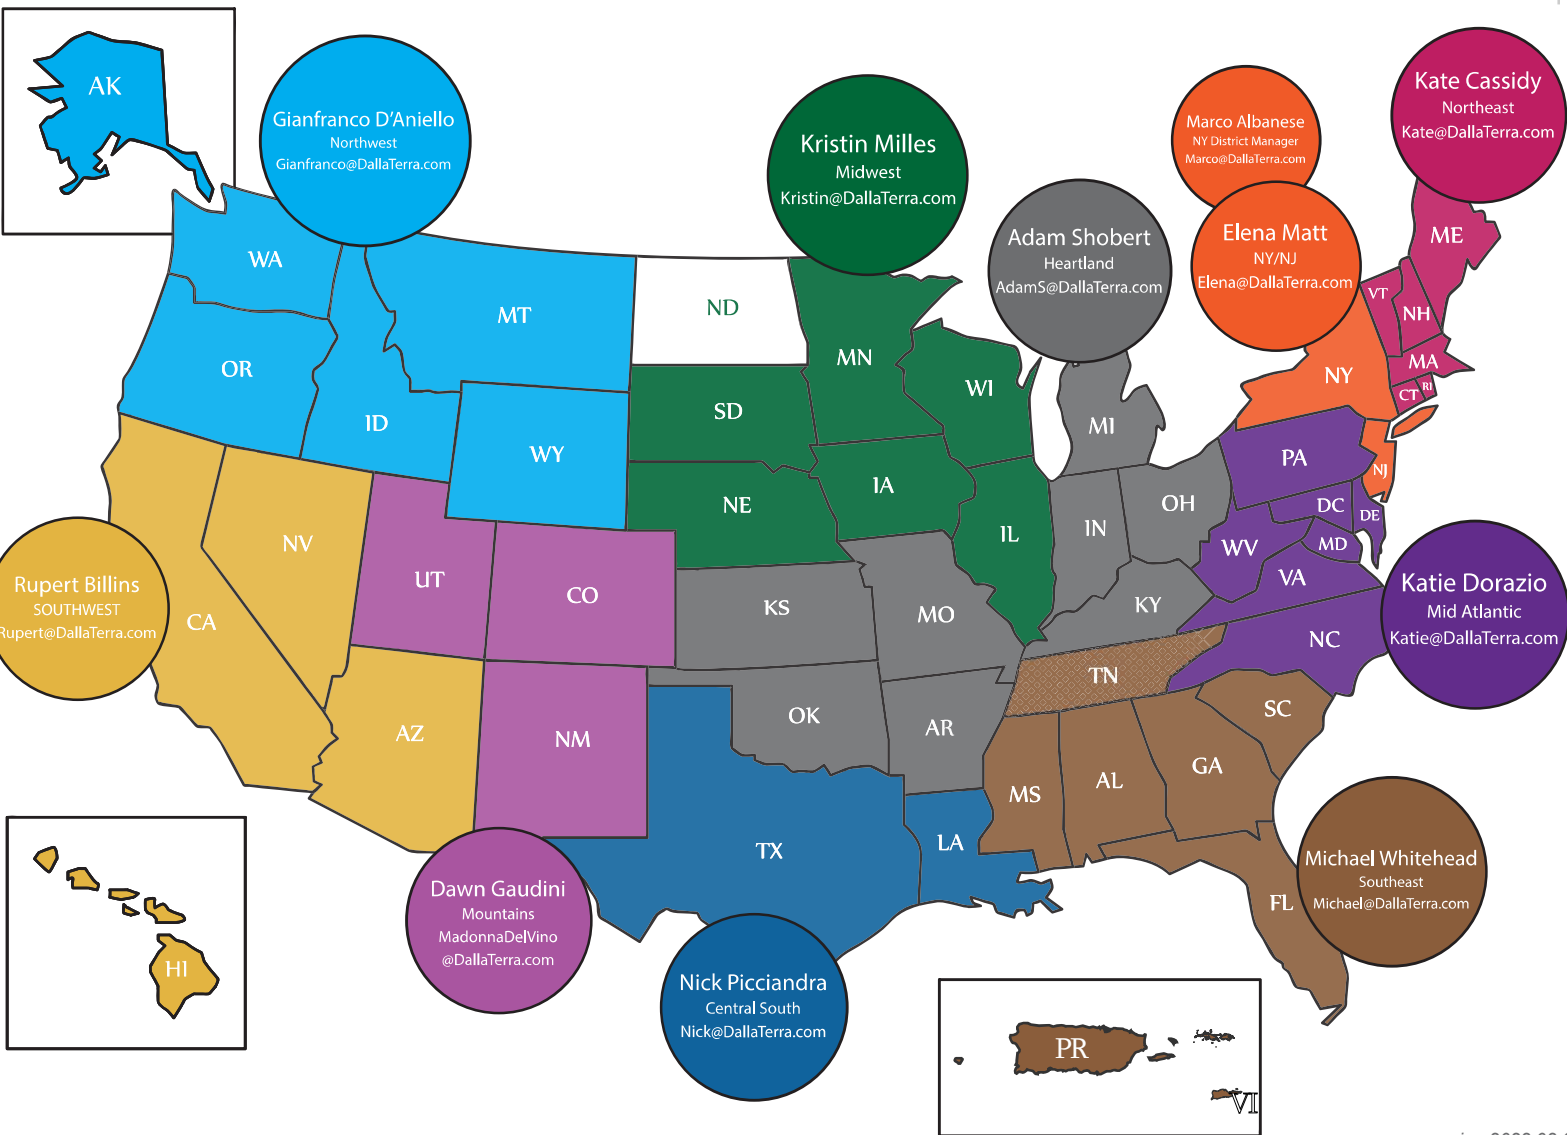 AK
Gianfranco D'Aniello
Northwest
Gianfranco@DallaTerra.com
Kristin Milles
Midwest
Kristin@DallaTerra.com
Adam Shobert
Heartland
AdamS@DallaTerra.com
Marco Albanese
NY District Manager
Marco@DallaTerra.com
Elena Matt
NY/NJ
Elena@DallaTerra.com
Kate Cassidy
Northeast
Kate@DallaTerra.com
WA
OR
ID
MT
WY
ND
SD
NE
MN
IA
WI
IL
MI
IN
OH
KY
NY
ME
VT
NH
MA
CT
RI
PA
NJ
DC
DE
MD
WV
VA
NC
Rupert Billins
SOUTHWEST
Rupert@DallaTerra.com
CA
NV
UT
CO
KS
MO
AZ
NM
OK
AR
TN
SC
MS
AL
GA
TX
LA
FL
Katie Dorazio
Mid Atlantic
Katie@DallaTerra.com
HI
Dawn Gaudini
Mountains
MadonnaDelVino
@DallaTerra.com
Nick Picciandra
Central South
Nick@DallaTerra.com
Michael Whitehead
Southeast
Michael@DallaTerra.com
PR
VI